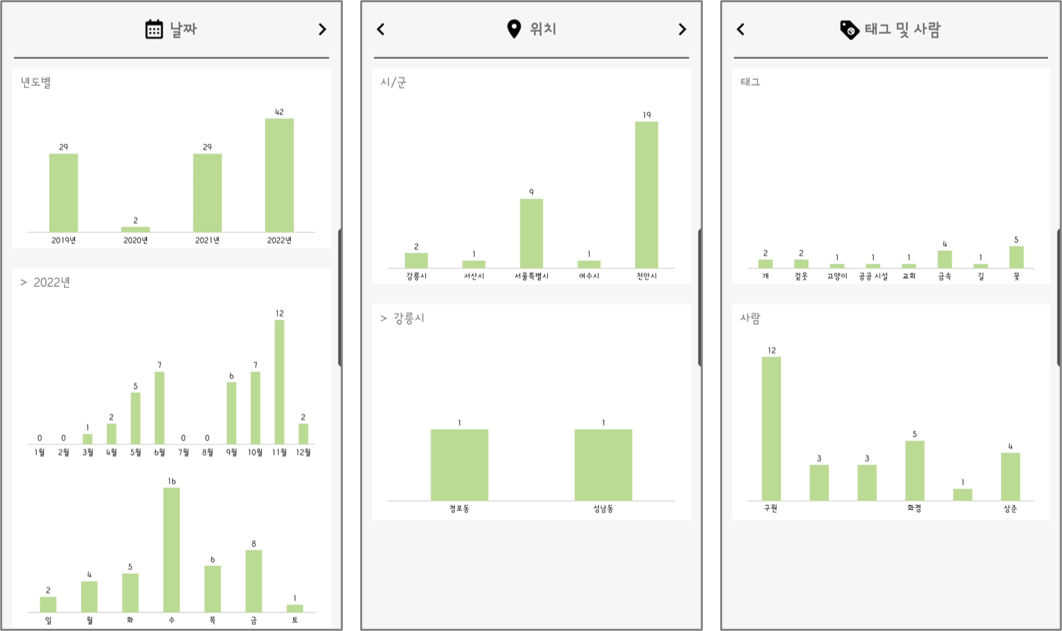 날짜
년도별
29 2 29 42
2019년 2020년 2021년 2022년
> 2022년
0 0 1 2 5 7 0 0 6 7 12 2
1월 2월 3월 4월 5월 6월 7월 8월 9월 10월 11월 12월
2 4 5 16 6 8 1
일 월 화 수 목 금 토
위치
시/군
2 1 9 1 19
강릉시 서산시 서울특별시 여수시 천안시
> 강릉시
1 1
경포동 성남동
태그 및 사람
태그
2 2 1 1 1 4 1 5
개 겉옷 고양이 공공 시설 교회 금속 길 꽃
사람
12 3 3 5 1 4
구원 화경 상춘